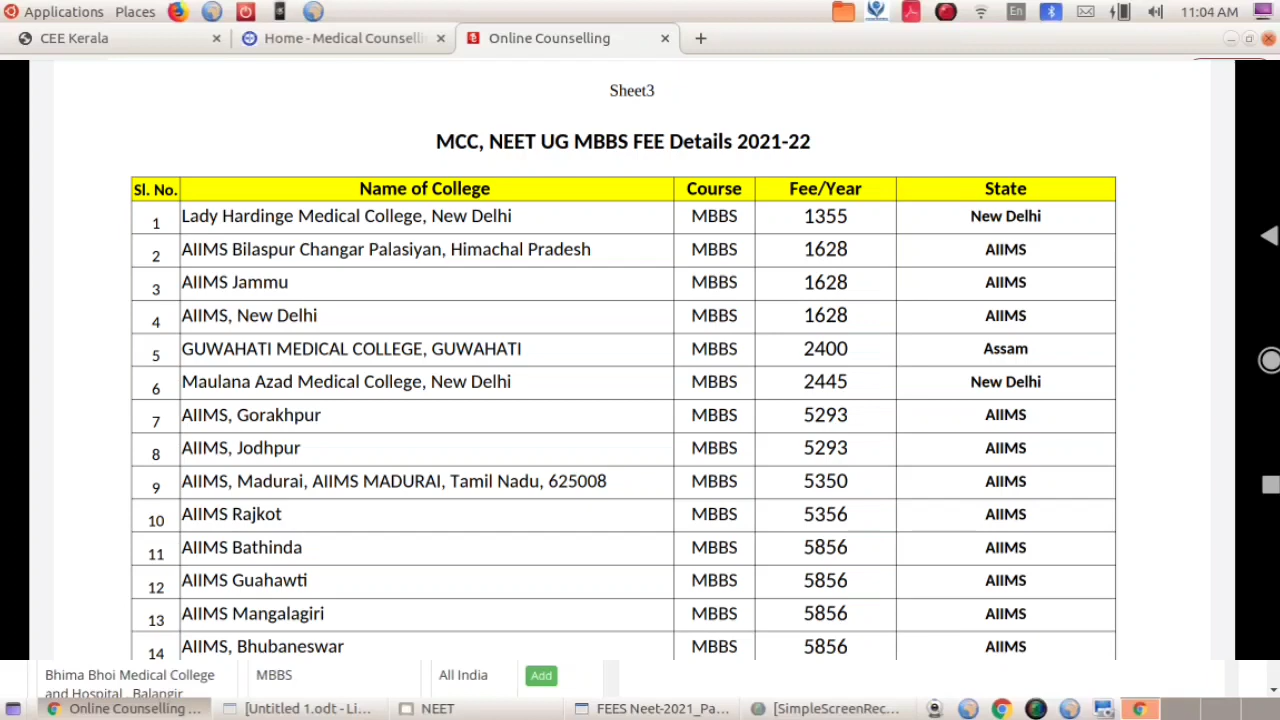 Applications Places En 11:04 AM
CEE Kerala Home - Medical Counselli Online Counselling
Sheet3
MCC, NEET UG MBBS FEE Details 2021-22
Sl. No. Name of College Course Fee/Year State
1 Lady Hardinge Medical College, New Delhi MBBS 1355 New Delhi
2 AIIMS Bilaspur Changar Palasiyan, Himachal Pradesh MBBS 1628 AIIMS
3 AIIMS Jammu MBBS 1628 AIIMS
4 AIIMS, New Delhi MBBS 1628 AIIMS
5 GUWAHATI MEDICAL COLLEGE, GUWAHATI MBBS 2400 Assam
6 Maulana Azad Medical College, New Delhi MBBS 2445 New Delhi
7 AIIMS, Gorakhpur MBBS 5293 AIIMS
8 AIIMS, Jodhpur MBBS 5293 AIIMS
9 AIIMS, Madurai, AIIMS MADURAI, Tamil Nadu, 625008 MBBS 5350 AIIMS
10 AIIMS Rajkot MBBS 5356 AIIMS
11 AIIMS Bathinda MBBS 5856 AIIMS
12 AIIMS Guahawti MBBS 5856 AIIMS
13 AIIMS Mangalagiri MBBS 5856 AIIMS
14 AIIMS, Bhubaneswar MBBS 5856 AIIMS
Bhima Bhoi Medical College MBBS All India Add
and Hospital, Balangir
Online Counselling ... [Untitled 1.odt - Li... NEET FEES Neet-2021_Pa... [SimpleScreenRec...